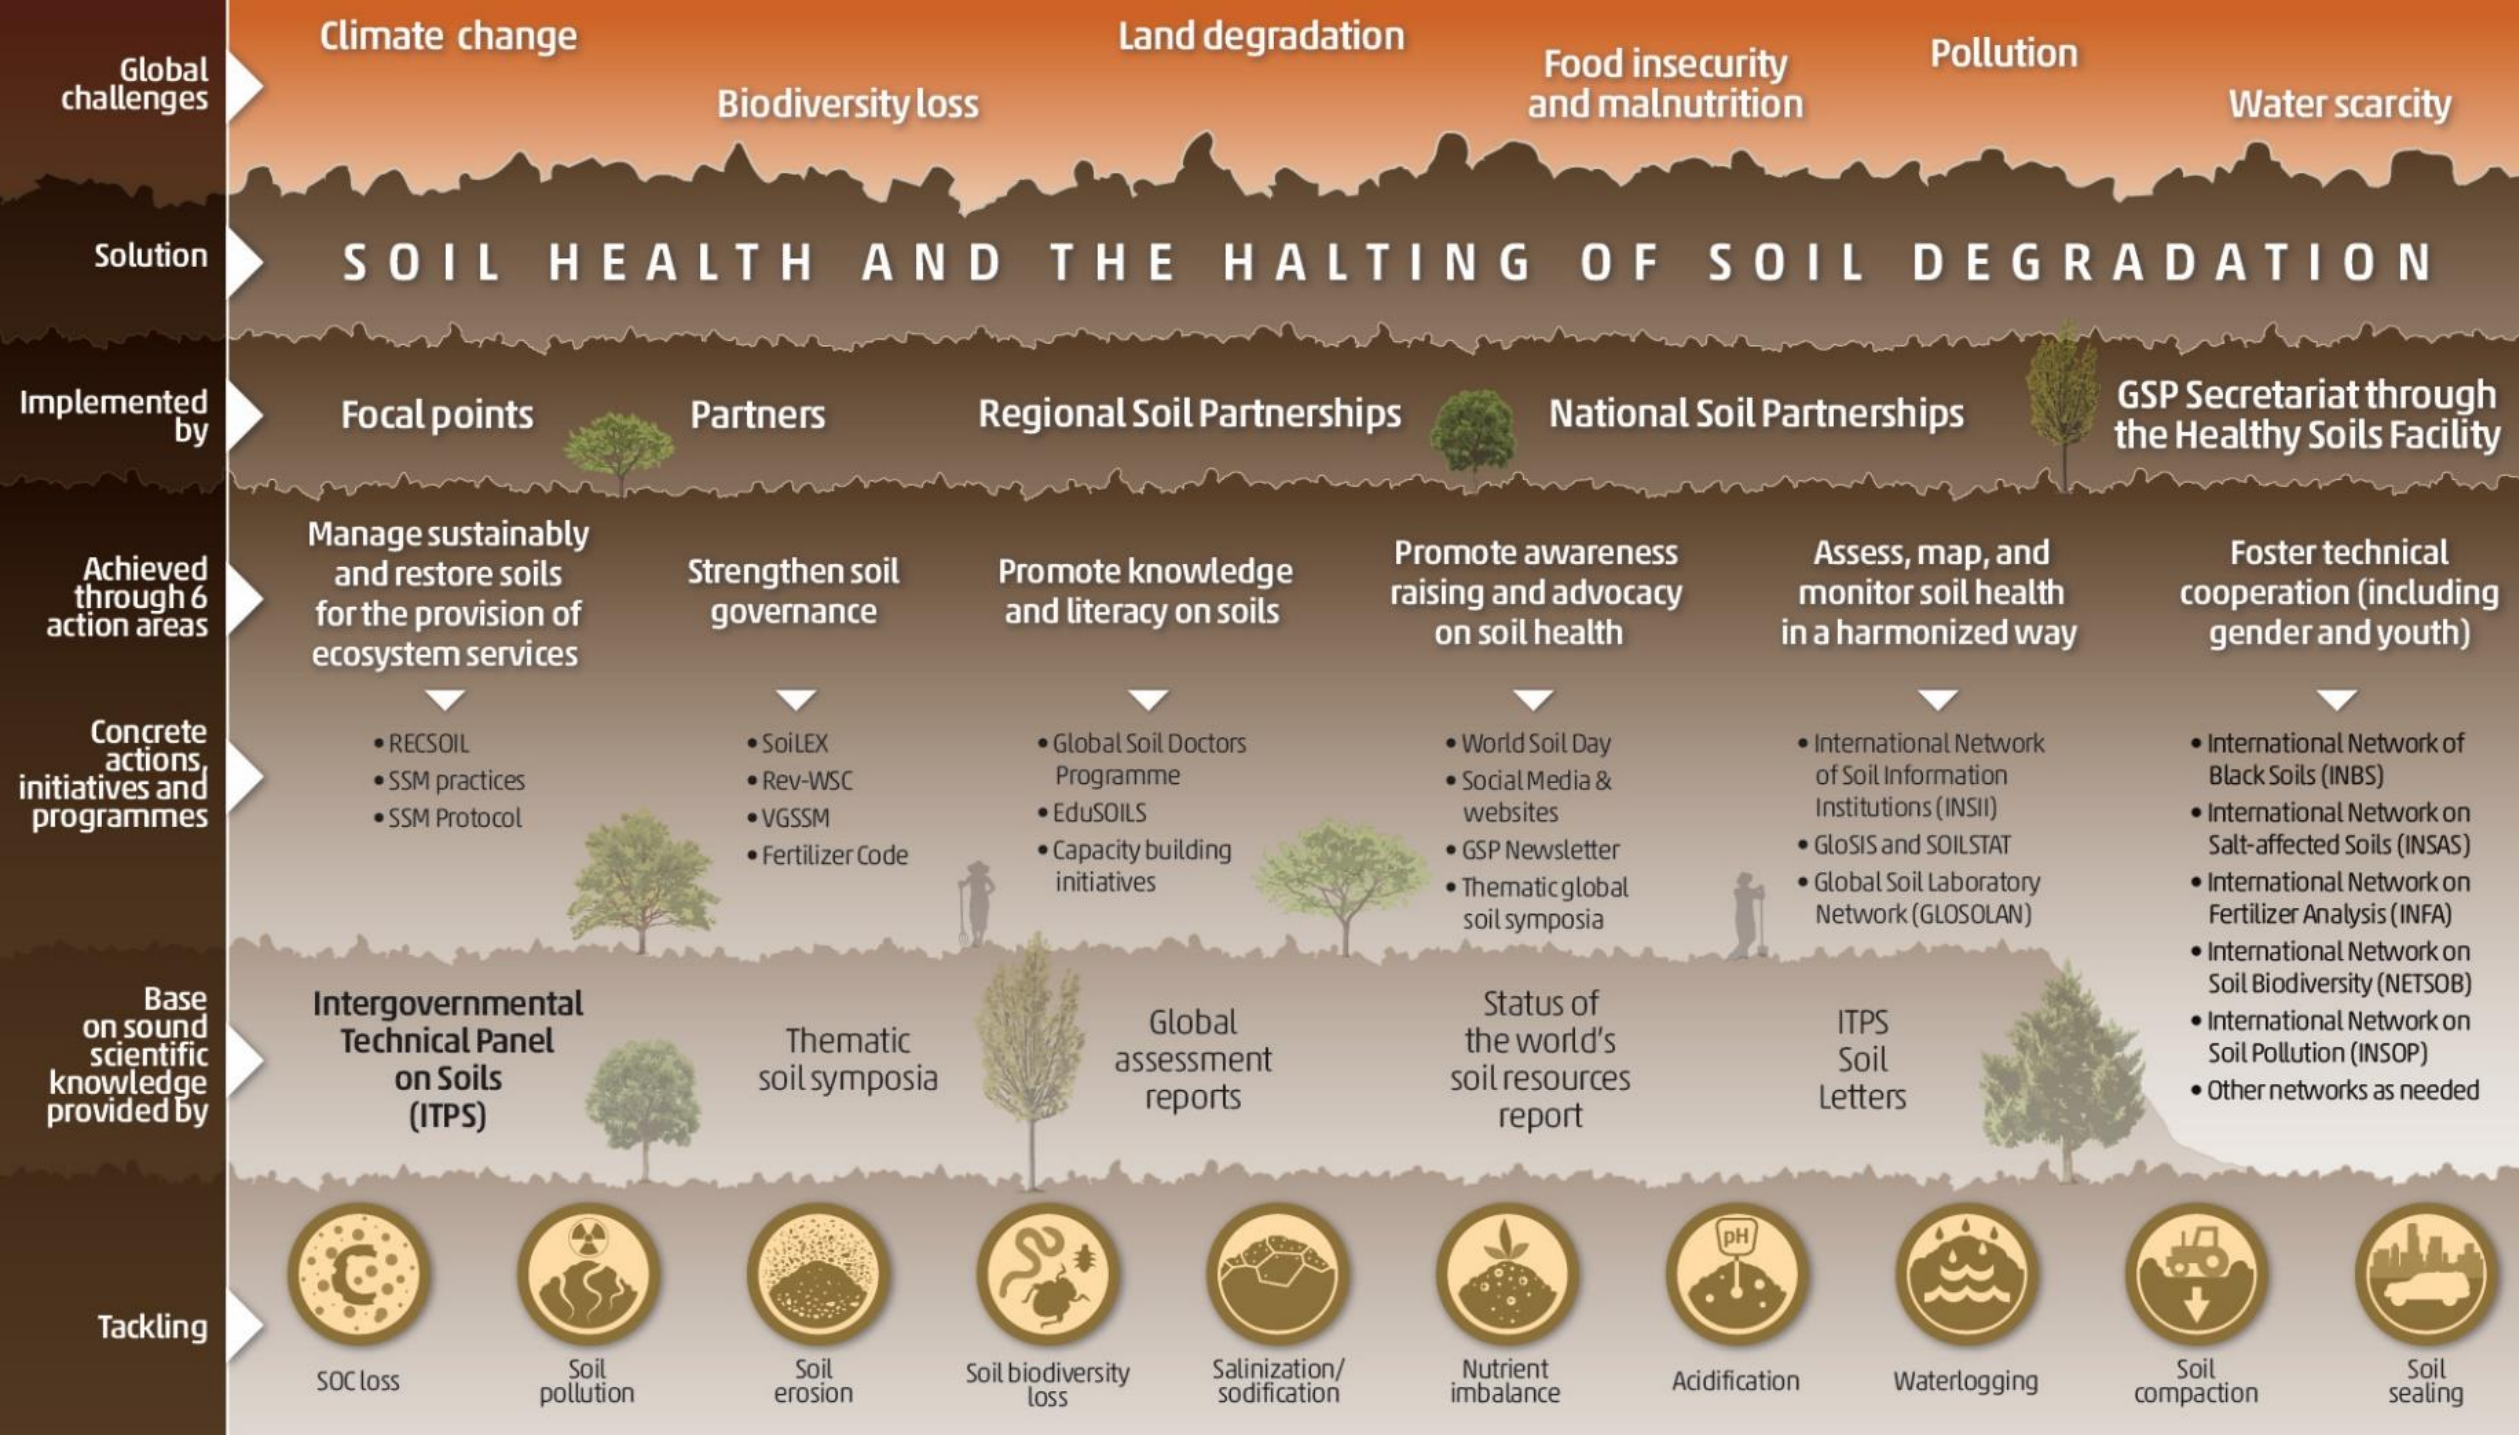 Global
challenges
Climate change
Biodiversity loss
Land degradation
Food insecurity
and malnutrition
Pollution
Water scarcity
Solution
SOIL HEALTH AND THE HALTING OF SOIL DEGRADATION
Implemented
by
Focal points
Partners
Regional Soil Partnerships
National Soil Partnerships
GSP Secretariat through
the Healthy Soils Facility
Achieved
through 6
action areas
Manage sustainably
and restore soils
for the provision of
ecosystem services
Strengthen soil
governance
Promote knowledge
and literacy on soils
Promote awareness
raising and advocacy
on soil health
Assess, map, and
monitor soil health
in a harmonized way
Foster technical
cooperation (including
gender and youth)
Concrete
actions,
initiatives and
programmes
• RECSOIL
• SSM practices
• SSM Protocol
• SoiLEX
• Rev-WSC
• VGSSM
• Fertilizer Code
• Global Soil Doctors
Programme
• EduSOILS
• Capacity building
initiatives
• World Soil Day
• Social Media &
websites
• GSP Newsletter
• Thematic global
soil symposia
• International Network
of Soil Information
Institutions (INSII)
• GloSIS and SOILSTAT
• Global Soil Laboratory
Network (GLOSOLAN)
• International Network of
Black Soils (INBS)
• International Network on
Salt-affected Soils (INSAS)
• International Network on
Fertilizer Analysis (INFA)
• International Network on
Soil Biodiversity (NETSOB)
• International Network on
Soil Pollution (INSOP)
• Other networks as needed
Base
on sound
scientific
knowledge
provided by
Intergovernmental
Technical Panel
on Soils
(ITPS)
Thematic
soil symposia
Global
assessment
reports
Status of
the world's
soil resources
report
ITPS
Soil
Letters
Tackling
pH
SOC loss
Soil
pollution
Soil
erosion
Soil biodiversity
loss
Salinization/
sodification
Nutrient
imbalance
Acidification
Waterlogging
Soil
compaction
Soil
sealing